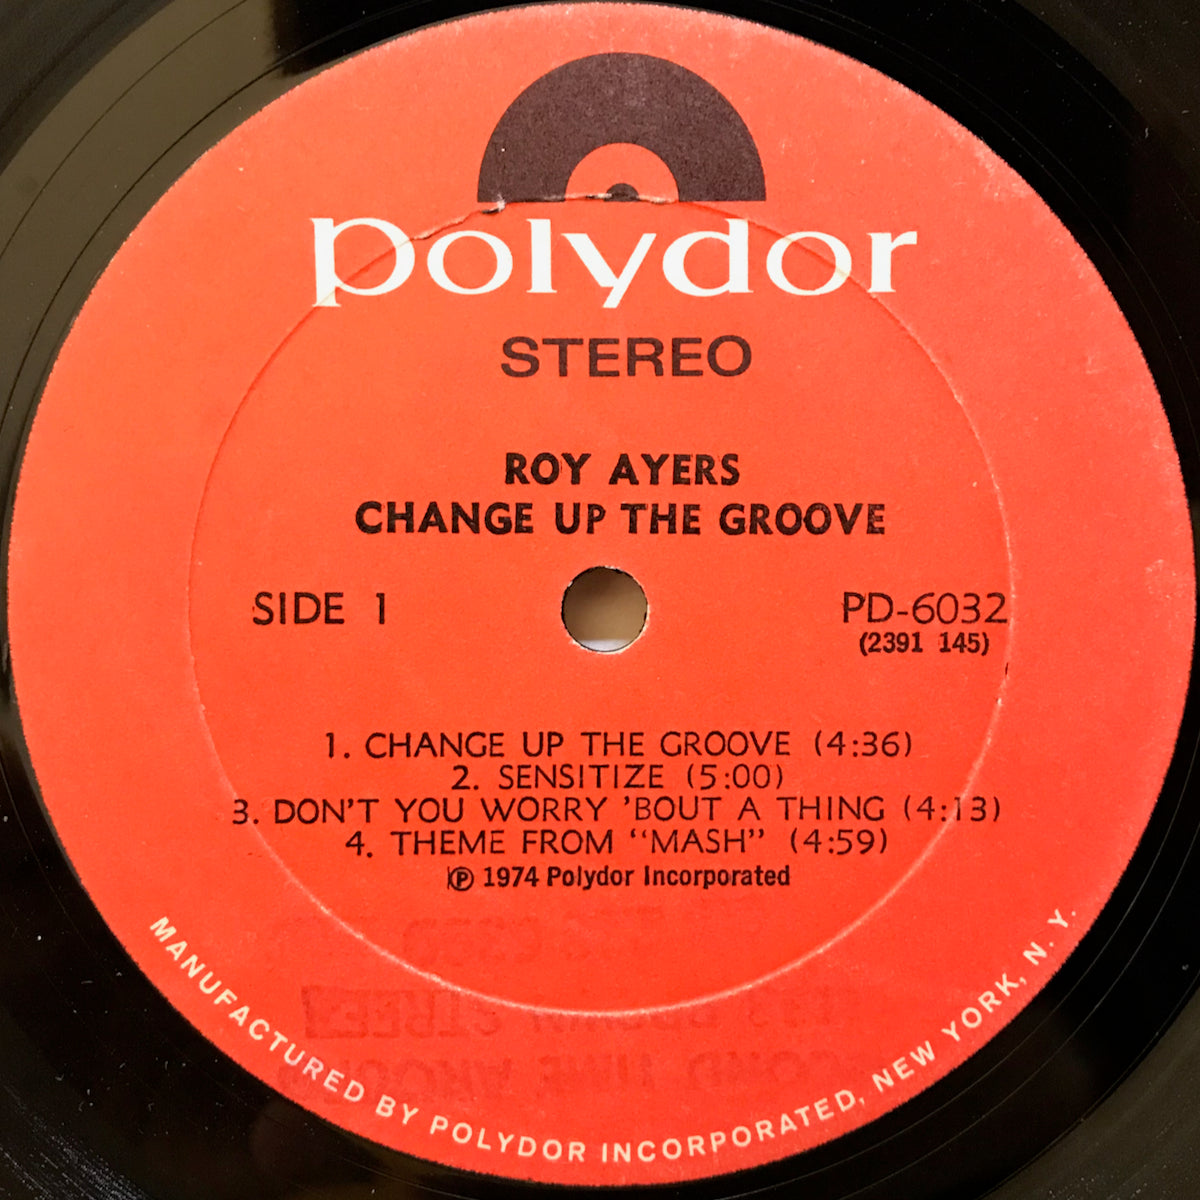 polydor
STEREO
ROY AYERS
CHANGE UP THE GROOVE
SIDE 1
PD-6032
(2391 145)
1. CHANGE UP THE GROOVE (4:36)
2. SENSITIZE (5:00)
3. DON'T YOU WORRY 'BOUT A THING (4:13)
4. THEME FROM "MASH" (4:59)
℗ 1974 Polydor Incorporated
MANUFACTURED BY POLYDOR INCORPORATED, NEW YORK, N. Y.